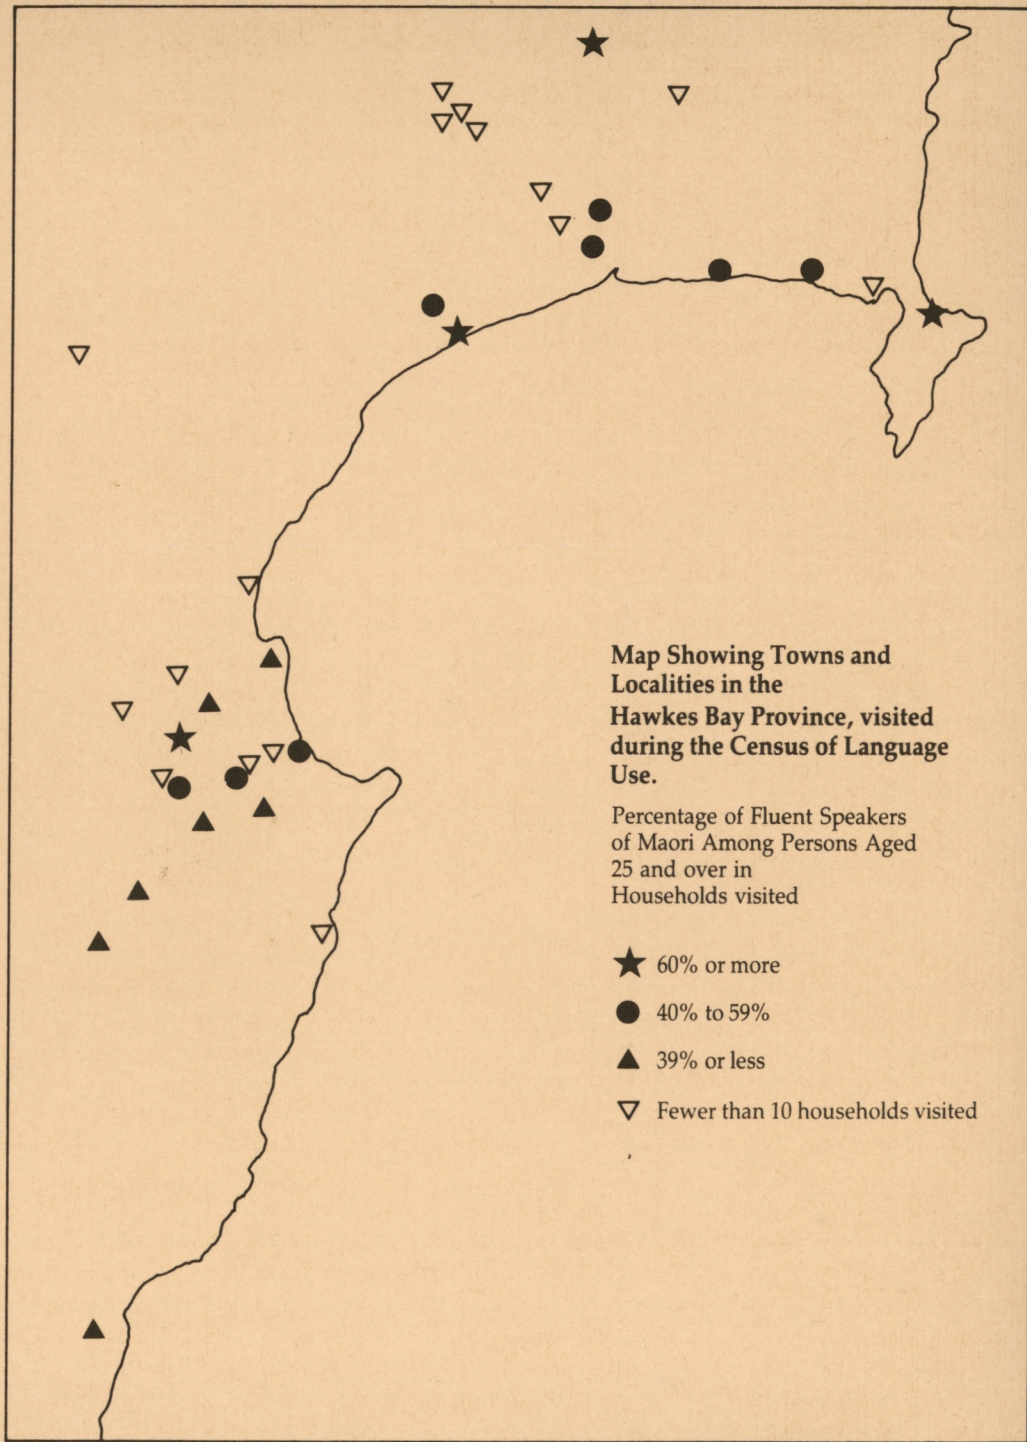 Map Showing Towns and
Localities in the
Hawkes Bay Province, visited
during the Census of Language
Use.
Percentage of Fluent Speakers
of Maori Among Persons Aged
25 and over in
Households visited
60% or more
40% to 59%
39% or less
Fewer than 10 households visited